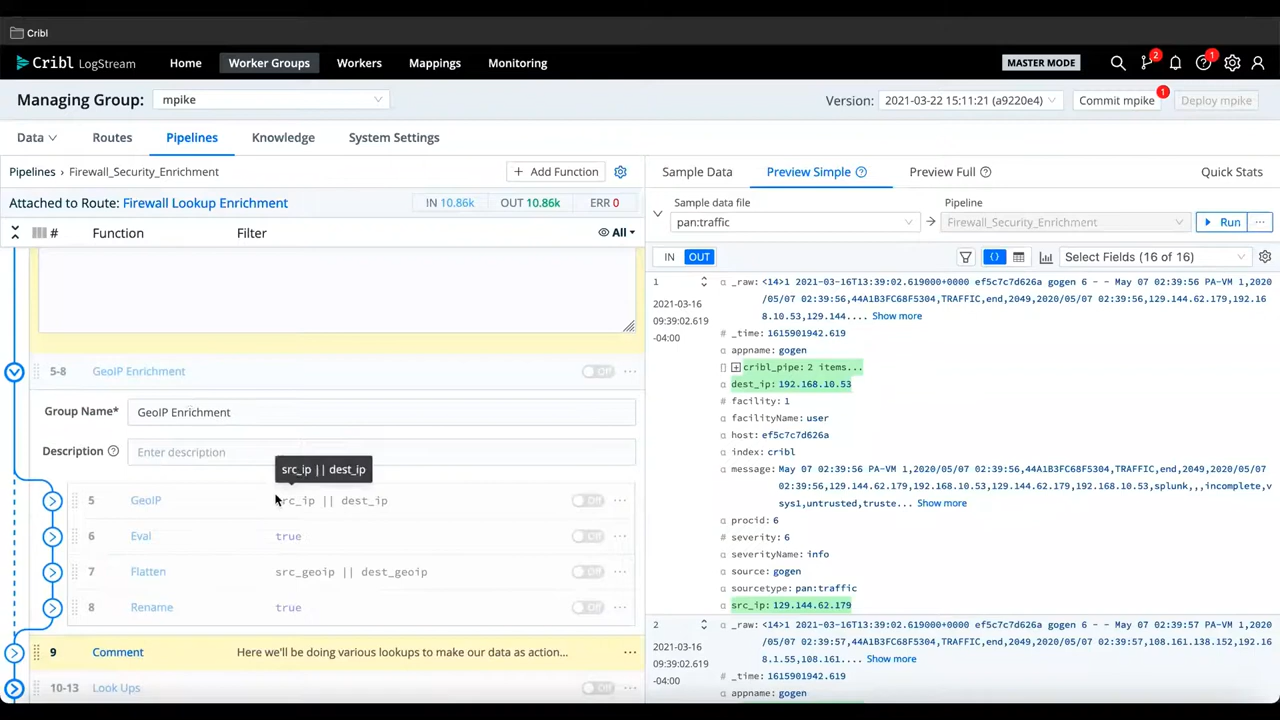 Cribl
Cribl LogStream Home Worker Groups Workers Mappings Monitoring MASTER MODE 2 1
Managing Group: mpike Version: 2021-03-22 15:11:21 (a9220e4) Commit mpike 1 Deploy mpike
Data Routes Pipelines Knowledge System Settings
Pipelines › Firewall_Security_Enrichment + Add Function
Attached to Route: Firewall Lookup Enrichment IN 10.86k OUT 10.86k ERR 0
# Function Filter All
5-8 GeoIP Enrichment Off ...
Group Name* GeoIP Enrichment
Description Enter description
src_ip || dest_ip
5 GeoIP src_ip || dest_ip Off ...
6 Eval true Off ...
7 Flatten src_geoip || dest_geoip Off ...
8 Rename true Off ...
9 Comment Here we'll be doing various lookups to make our data as action... ...
10-13 Look Ups Off ...
Sample Data Preview Simple Preview Full Quick Stats
Sample data file Pipeline
pan:traffic → Firewall_Security_Enrichment Run ...
IN OUT {} Select Fields (16 of 16)
1
2021-03-16
09:39:02.619
-04:00
α _raw: <14>1 2021-03-16T13:39:02.619000+0000 ef5c7c7d626a gogen 6 - - May 07 02:39:56 PA-VM 1,2020
/05/07 02:39:56,44A1B3FC68F5304,TRAFFIC,end,2049,2020/05/07 02:39:56,129.144.62.179,192.16
8.10.53,129.144.... Show more
# _time: 1615901942.619
α appname: gogen
[] + cribl_pipe: 2 items...
α dest_ip: 192.168.10.53
# facility: 1
α facilityName: user
α host: ef5c7c7d626a
α index: cribl
α message: May 07 02:39:56 PA-VM 1,2020/05/07 02:39:56,44A1B3FC68F5304,TRAFFIC,end,2049,2020/05/07
02:39:56,129.144.62.179,192.168.10.53,129.144.62.179,192.168.10.53,splunk,,,incomplete,v
sys1,untrusted,truste... Show more
α procid: 6
# severity: 6
α severityName: info
α source: gogen
α sourcetype: pan:traffic
α src_ip: 129.144.62.179
2
2021-03-16
09:39:02.619
-04:00
α _raw: <14>1 2021-03-16T13:39:02.619000+0000 ef5c7c7d626a gogen 6 - - May 07 02:39:57 PA-VM 1,2020
/05/07 02:39:57,44A1B3FC68F5304,TRAFFIC,end,2049,2020/05/07 02:39:57,108.161.138.152,192.16
8.1.55,108.161.... Show more
# _time: 1615901942.619
α appname: gogen